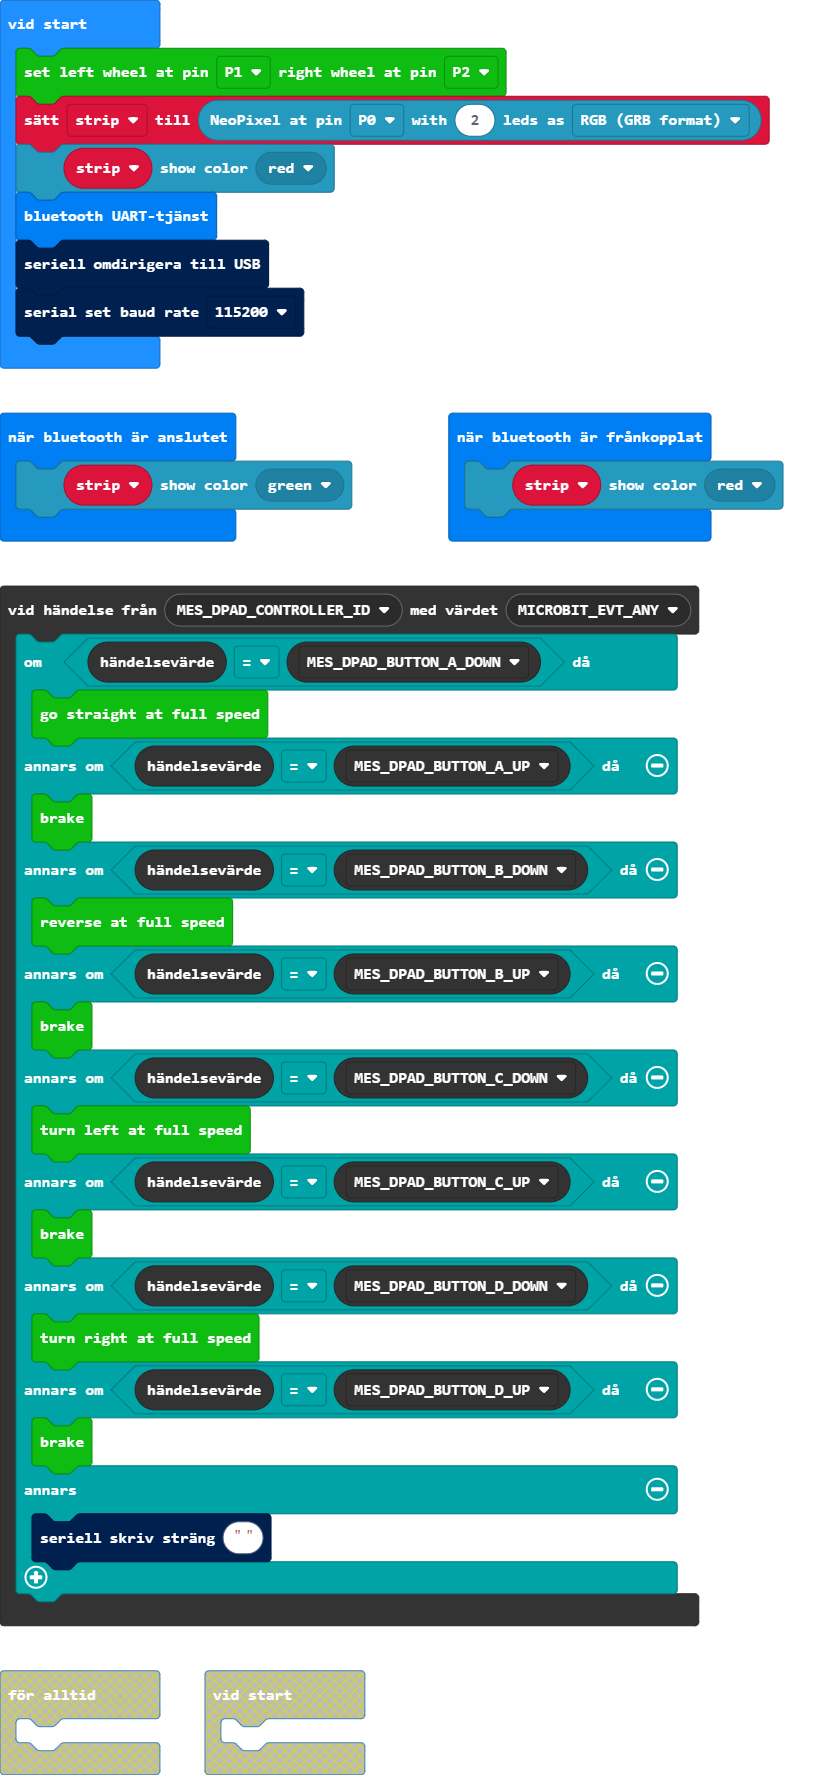 vid start
set left wheel at pin P1 right wheel at pin P2
sätt strip till NeoPixel at pin P0 with 2 leds as RGB (GRB format)
strip show color red
bluetooth UART-tjänst
seriell omdirigera till USB
serial set baud rate 115200
när bluetooth är anslutet
strip show color green
när bluetooth är frånkopplat
strip show color red
vid händelse från MES_DPAD_CONTROLLER_ID med värdet MICROBIT_EVT_ANY
om händelsevärde = MES_DPAD_BUTTON_A_DOWN då
go straight at full speed
annars om händelsevärde = MES_DPAD_BUTTON_A_UP då
brake
annars om händelsevärde = MES_DPAD_BUTTON_B_DOWN då
reverse at full speed
annars om händelsevärde = MES_DPAD_BUTTON_B_UP då
brake
annars om händelsevärde = MES_DPAD_BUTTON_C_DOWN då
turn left at full speed
annars om händelsevärde = MES_DPAD_BUTTON_C_UP då
brake
annars om händelsevärde = MES_DPAD_BUTTON_D_DOWN då
turn right at full speed
annars om händelsevärde = MES_DPAD_BUTTON_D_UP då
brake
annars
seriell skriv sträng " "
för alltid
vid start